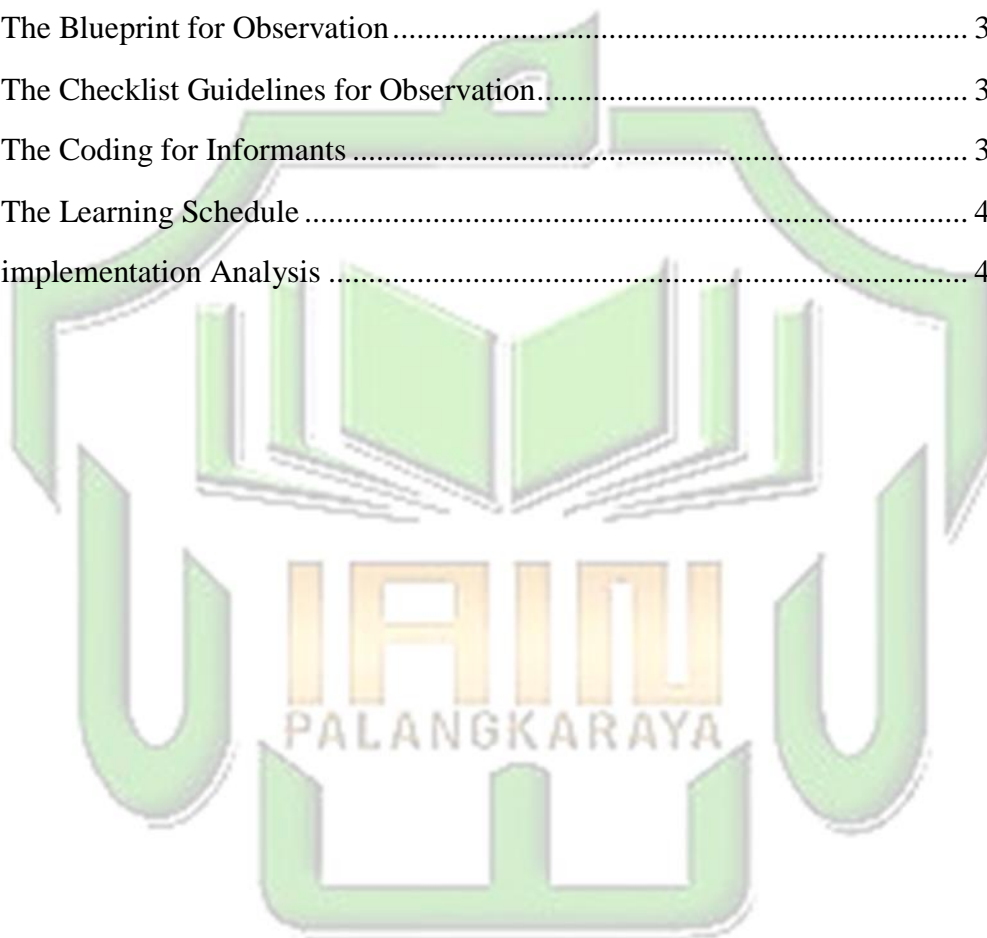 The Blueprint for Observation........................................................................ 3
The Checklist Guidelines for Observation..................................................... 3
The Coding for Informants............................................................................. 3
The Learning Schedule................................................................................... 4
implementation Analysis................................................................................ 4
IAIN
PALANGKARAYA